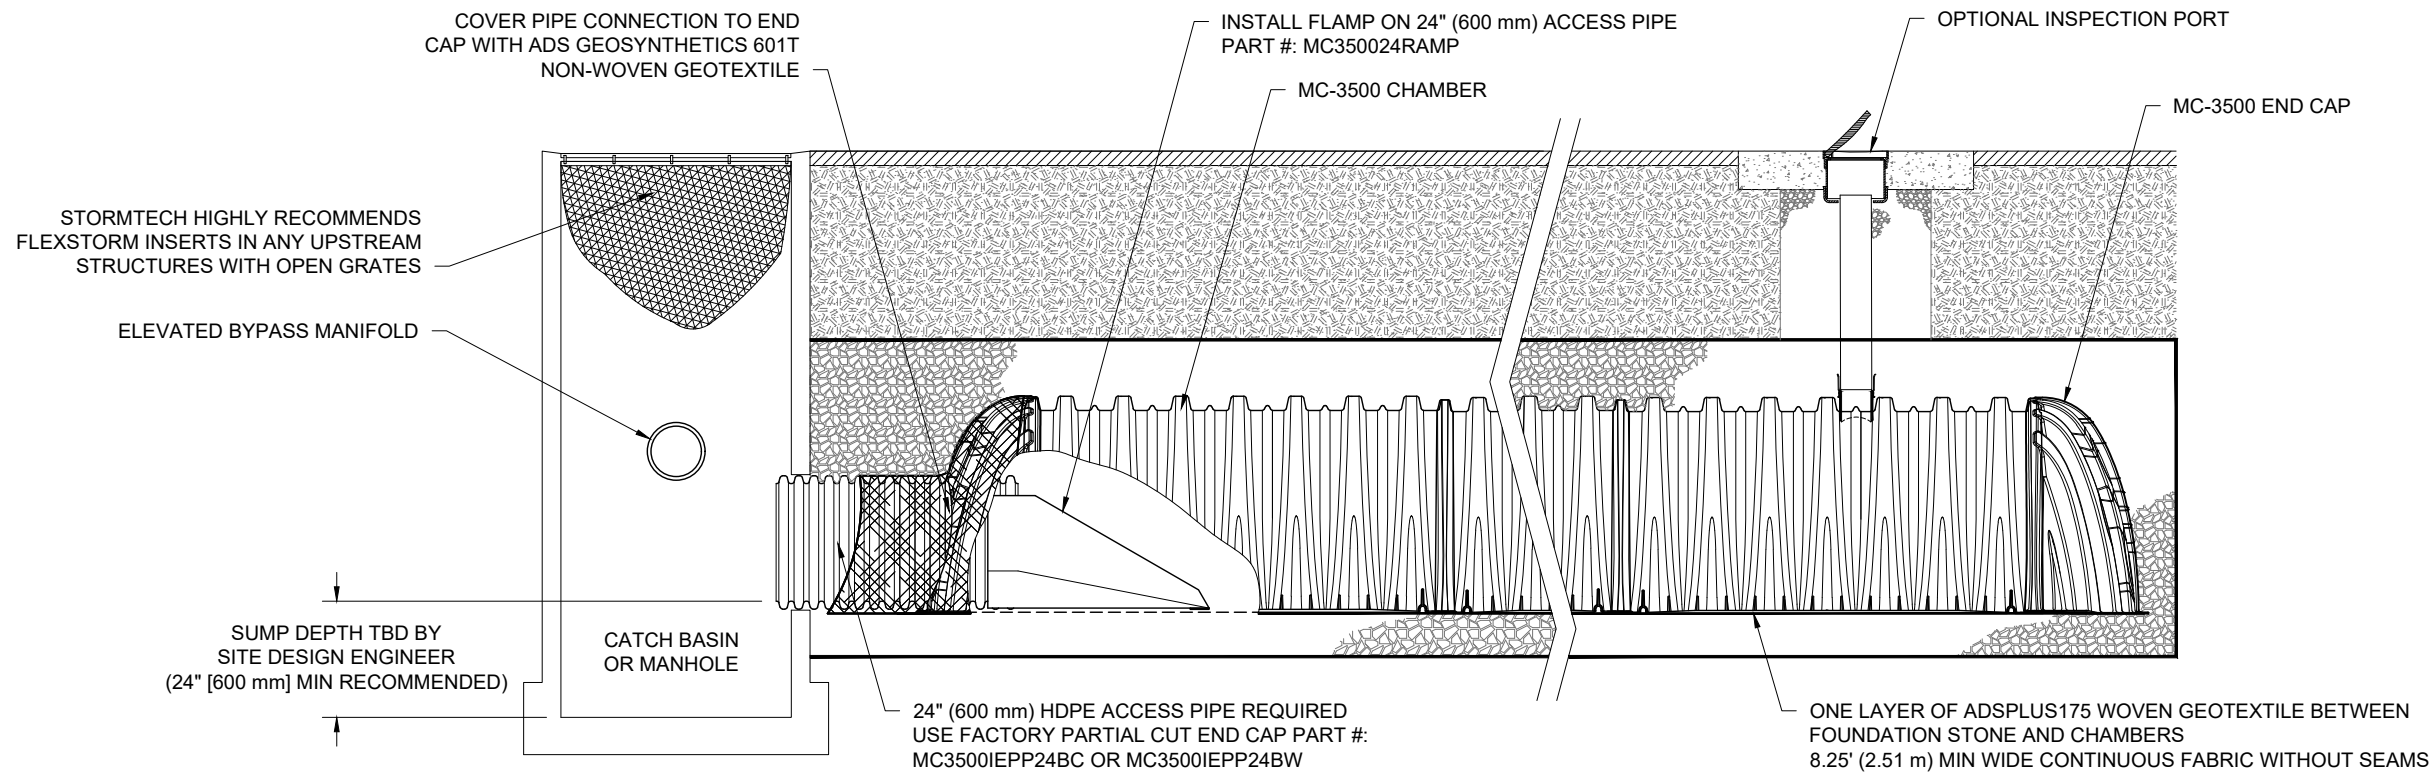 COVER PIPE CONNECTION TO END
CAP WITH ADS GEOSYNTHETICS 601T
NON-WOVEN GEOTEXTILE
INSTALL FLAMP ON 24" (600 mm) ACCESS PIPE
PART #: MC350024RAMP
MC-3500 CHAMBER
OPTIONAL INSPECTION PORT
MC-3500 END CAP
STORMTECH HIGHLY RECOMMENDS
FLEXSTORM INSERTS IN ANY UPSTREAM
STRUCTURES WITH OPEN GRATES
ELEVATED BYPASS MANIFOLD
SUMP DEPTH TBD BY
SITE DESIGN ENGINEER
(24" [600 mm] MIN RECOMMENDED)
CATCH BASIN
OR MANHOLE
24" (600 mm) HDPE ACCESS PIPE REQUIRED
USE FACTORY PARTIAL CUT END CAP PART #:
MC3500IEPP24BC OR MC3500IEPP24BW
ONE LAYER OF ADSPLUS175 WOVEN GEOTEXTILE BETWEEN
FOUNDATION STONE AND CHAMBERS
8.25' (2.51 m) MIN WIDE CONTINUOUS FABRIC WITHOUT SEAMS